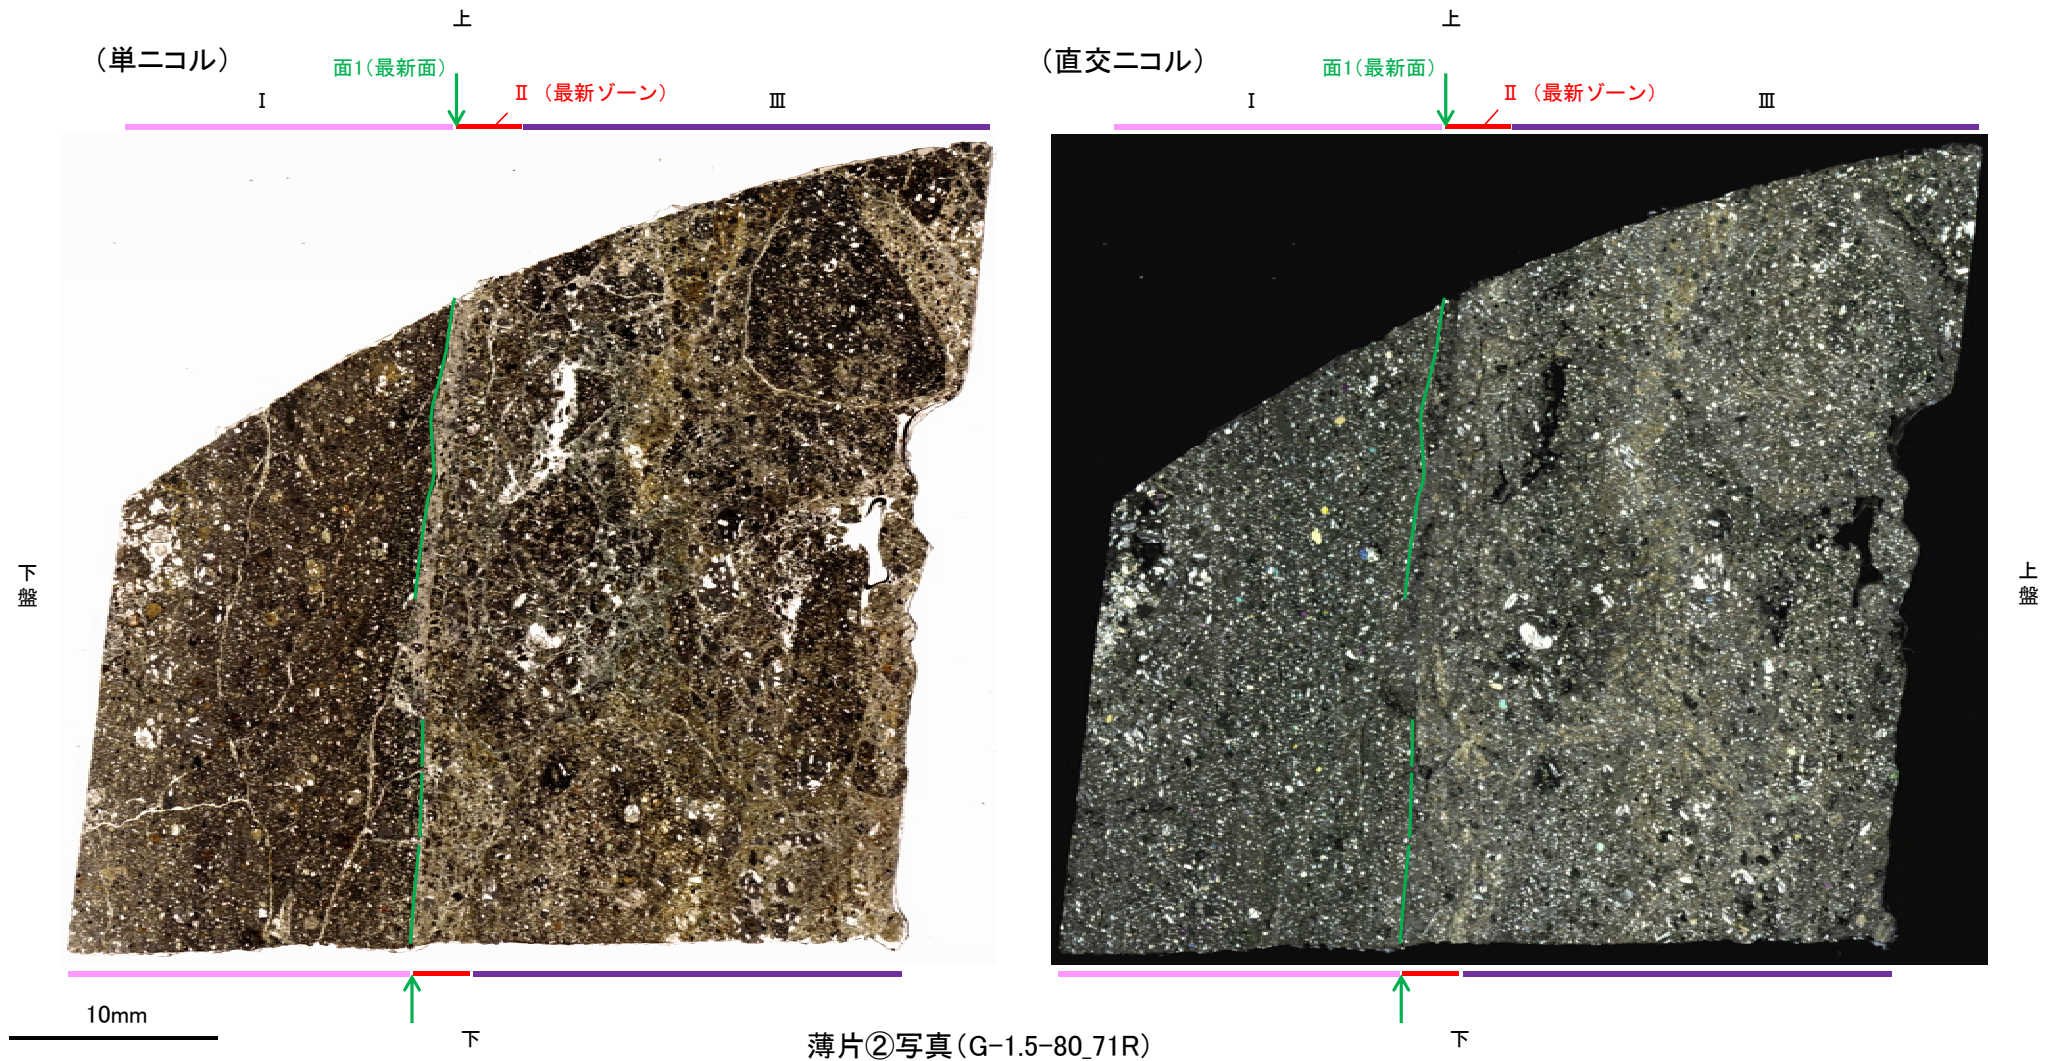 上
上
(単ニコル)
(直交ニコル)
面1(最新面)
面1(最新面)
Ⅱ (最新ゾーン)
Ⅱ (最新ゾーン)
Ⅰ
Ⅲ
Ⅰ
Ⅲ
下盤
上盤
10mm
下
下
薄片②写真(G-1.5-80_71R)